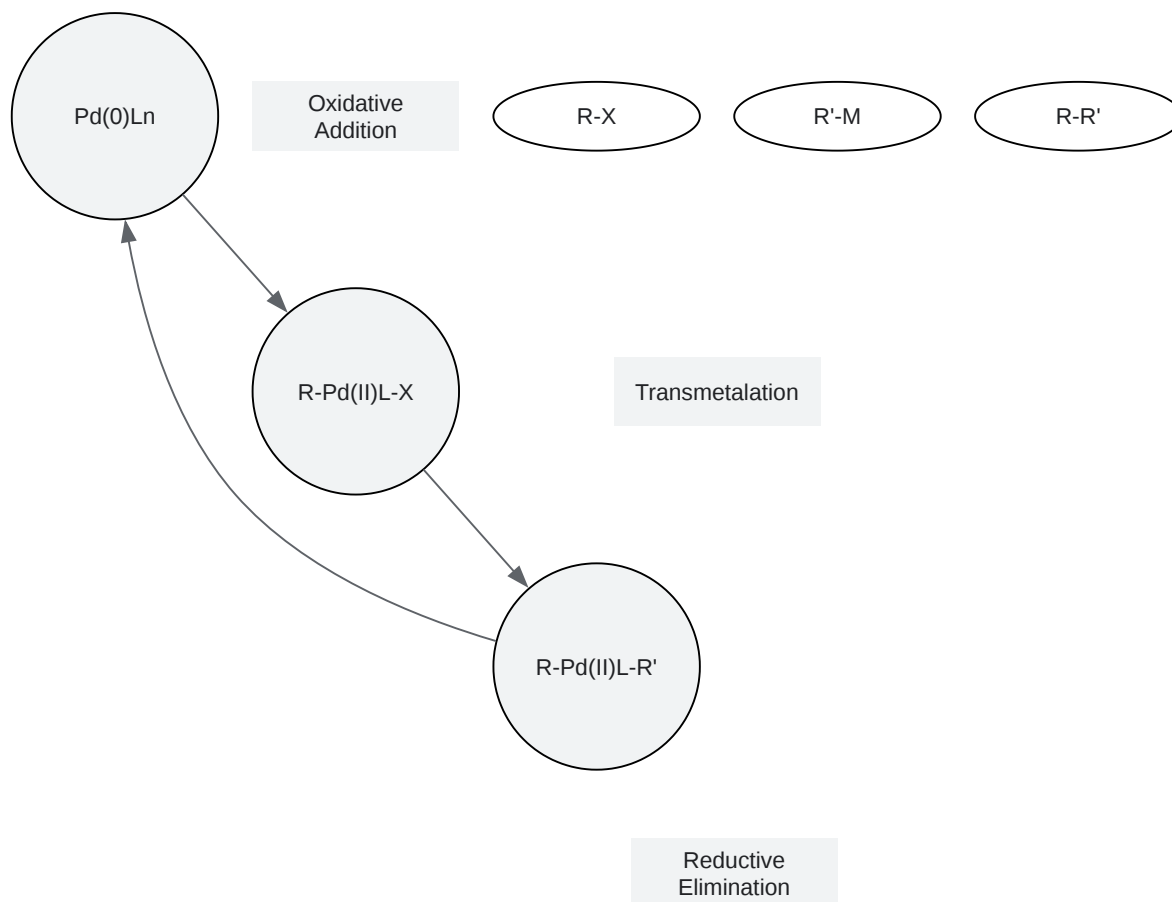 Pd(0)Ln
Oxidative
Addition
R-X
R'-M
R-R'
R-Pd(II)L-X
Transmetalation
R-Pd(II)L-R'
Reductive
Elimination